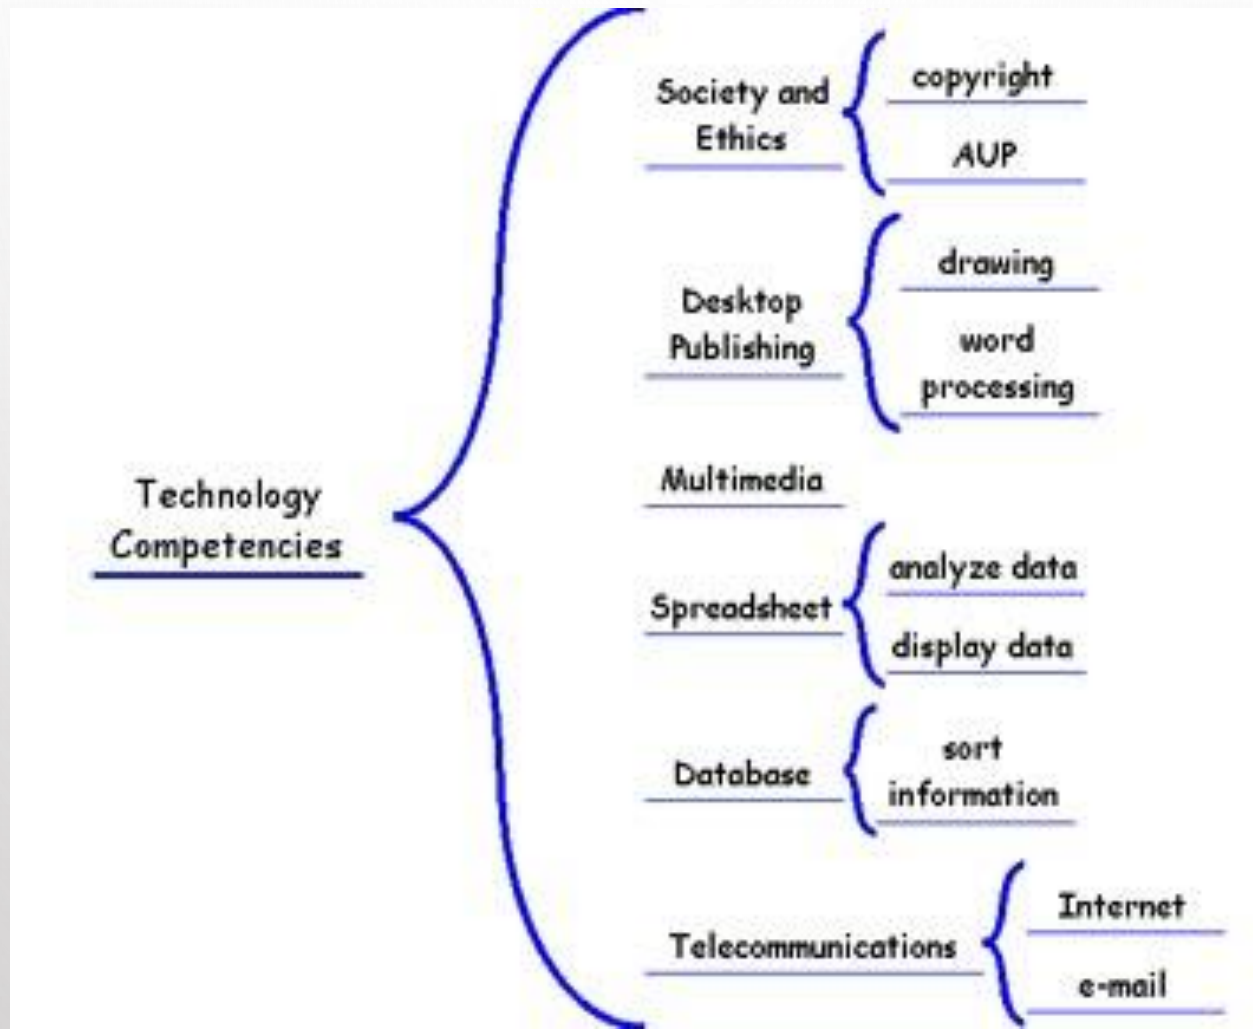 Technology
Competencies
Society and
Ethics
copyright
AUP
Desktop
Publishing
drawing
word
processing
Multimedia
Spreadsheet
analyze data
display data
Database
sort
information
Telecommunications
Internet
e-mail